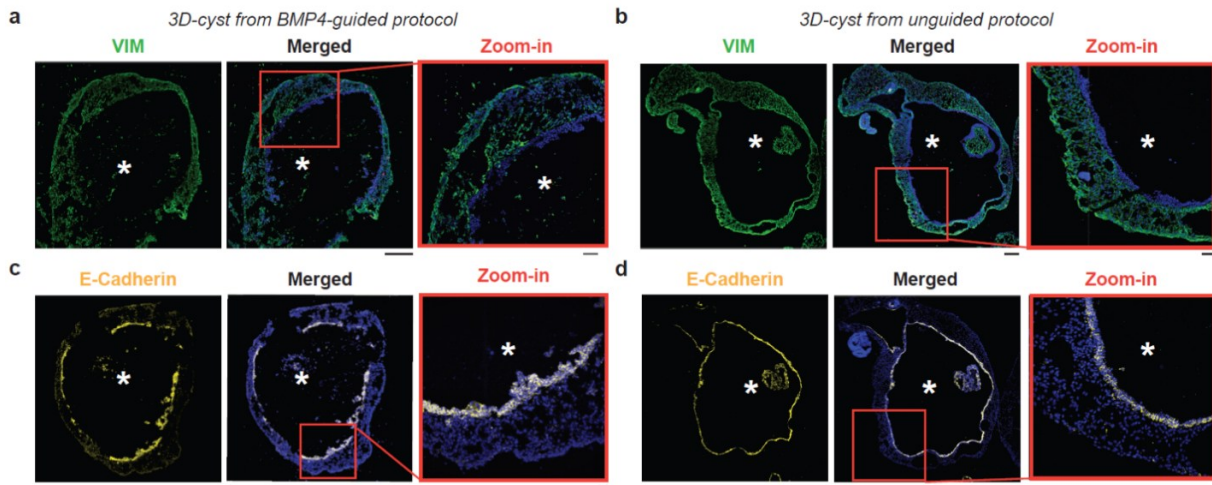 a
3D-cyst from BMP4-guided protocol
VIM
Merged
Zoom-in
*
*
*
b
3D-cyst from unguided protocol
VIM
Merged
Zoom-in
*
*
*
c
E-Cadherin
Merged
Zoom-in
*
*
*
d
E-Cadherin
Merged
Zoom-in
*
*
*